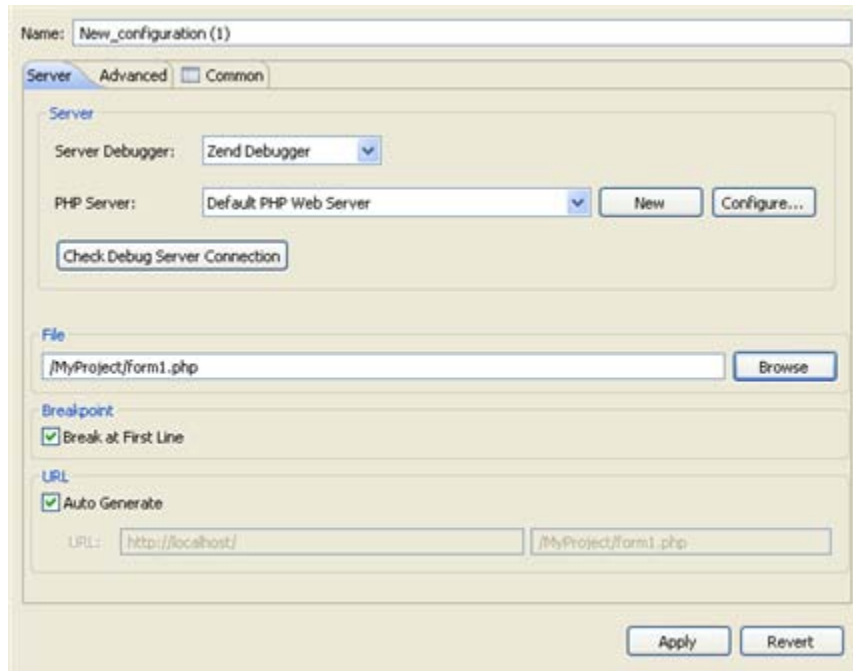 Name: New_configuration (1)
Server Advanced Common
Server
Server Debugger: Zend Debugger
PHP Server: Default PHP Web Server New Configure...
Check Debug Server Connection
File
/MyProject/form1.php Browse
Breakpoint
Break at First Line
URL
Auto Generate
URL: http://localhost/ /MyProject/form1.php
Apply Revert